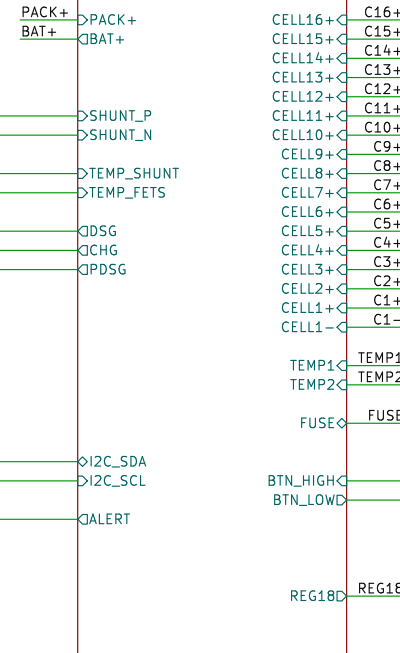 PACK+
PACK+
BAT+
BAT+
SHUNT_P
SHUNT_N
TEMP_SHUNT
TEMP_FETS
DSG
CHG
PDSG
I2C_SDA
I2C_SCL
ALERT
CELL16+ C16+
CELL15+ C15+
CELL14+ C14+
CELL13+ C13+
CELL12+ C12+
CELL11+ C11+
CELL10+ C10+
CELL9+ C9+
CELL8+ C8+
CELL7+ C7+
CELL6+ C6+
CELL5+ C5+
CELL4+ C4+
CELL3+ C3+
CELL2+ C2+
CELL1+ C1+
CELL1- C1-
TEMP1 TEMP1
TEMP2 TEMP2
FUSE FUSE
BTN_HIGH
BTN_LOW
REG18 REG18